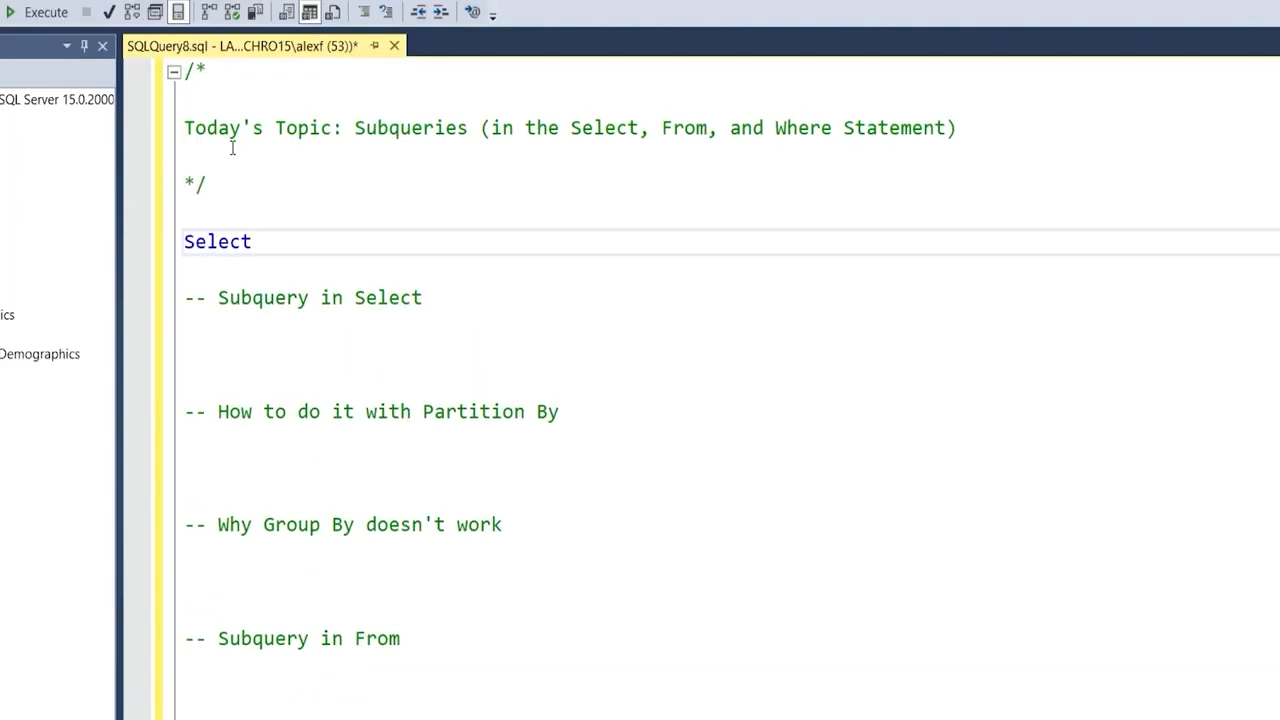 Execute
SQLQuery8.sql - LA...CHRO15\alexf (53))*
SQL Server 15.0.2000
/*
Today's Topic: Subqueries (in the Select, From, and Where Statement)
*/
Select
-- Subquery in Select
ics
Demographics
-- How to do it with Partition By
-- Why Group By doesn't work
-- Subquery in From